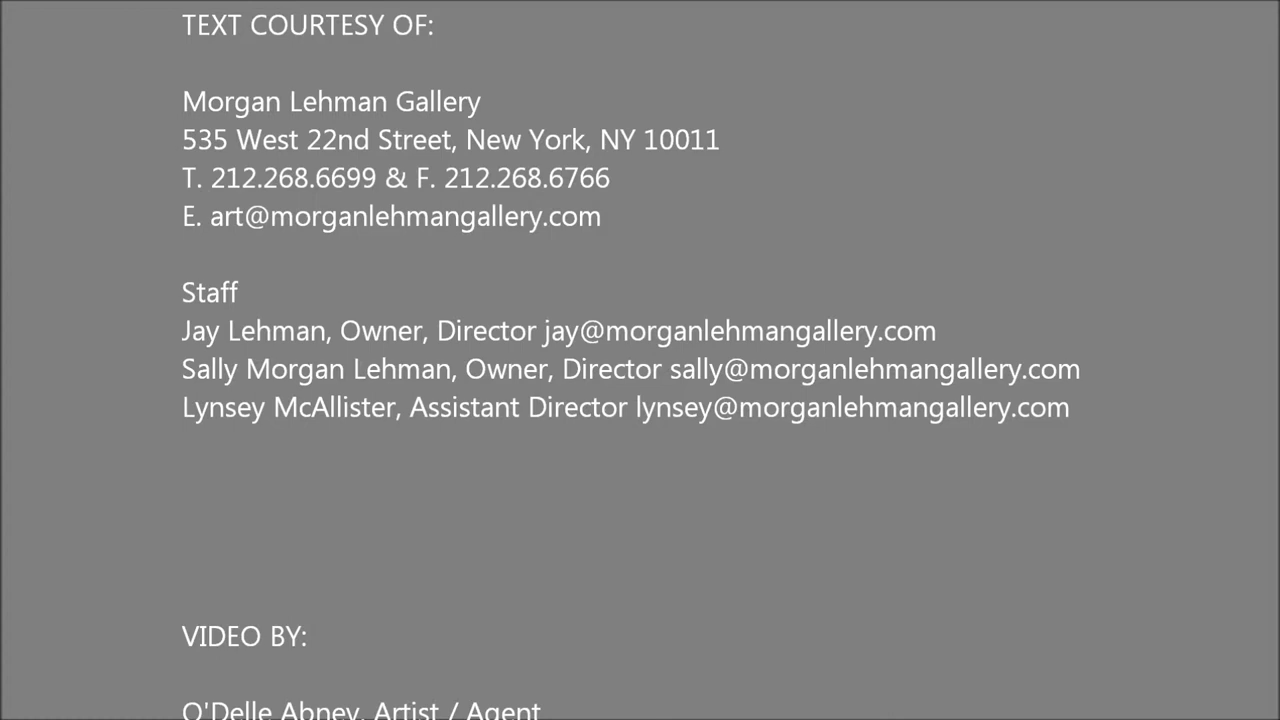 TEXT COURTESY OF:
Morgan Lehman Gallery
535 West 22nd Street, New York, NY 10011
T. 212.268.6699 & F. 212.268.6766
E. art@morganlehmangallery.com
Staff
Jay Lehman, Owner, Director jay@morganlehmangallery.com
Sally Morgan Lehman, Owner, Director sally@morganlehmangallery.com
Lynsey McAllister, Assistant Director lynsey@morganlehmangallery.com
VIDEO BY:
O'Delle Abney, Artist / Agent